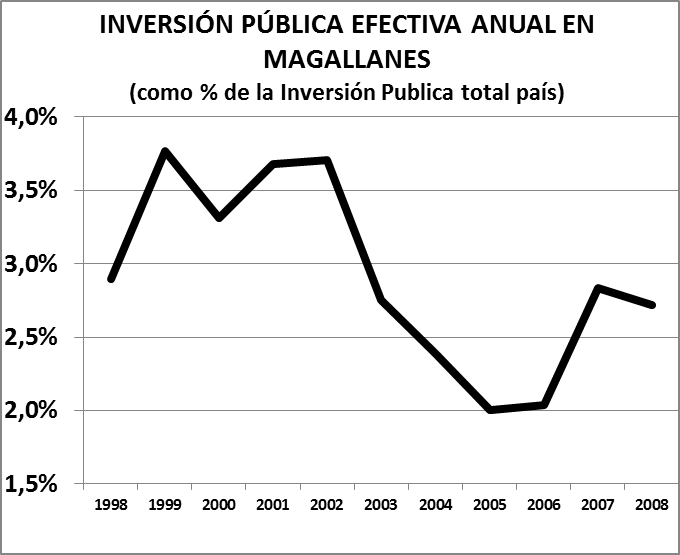 INVERSIÓN PÚBLICA EFECTIVA ANUAL EN
MAGALLANES
(como % de la Inversión Publica total país)
4,0%
3,5%
3,0%
2,5%
2,0%
1,5%
1998 1999 2000 2001 2002 2003 2004 2005 2006 2007 2008